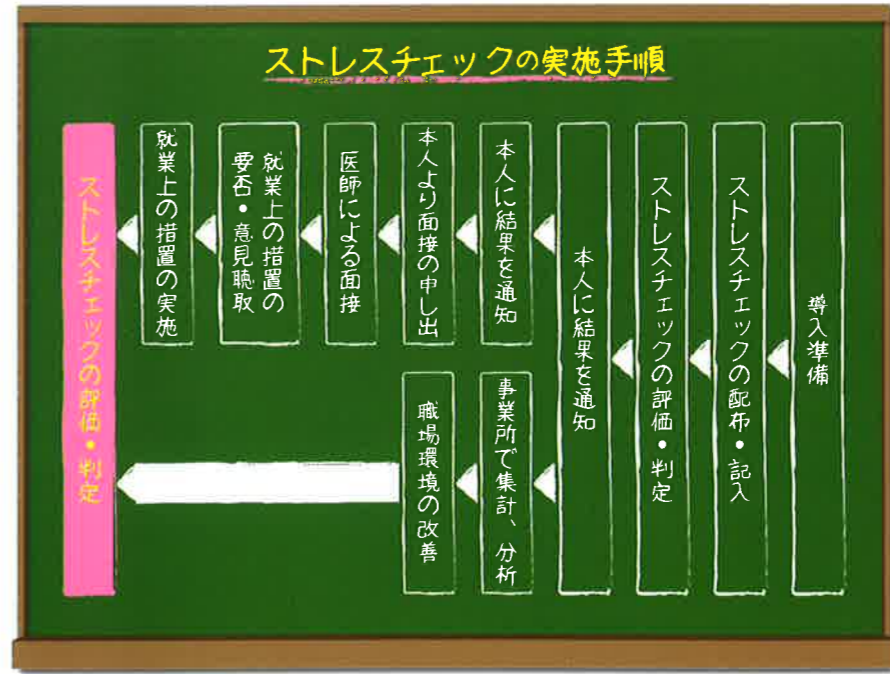 ストレスチェックの実施手順
導入準備
ストレスチェックの配布・記入
ストレスチェックの評価・判定
本人に結果を通知
本人に結果を通知
本人より面接の申し出
医師による面接
就業上の措置の
要否・意見聴取
就業上の措置の実施
事業所で集計、分析
職場環境の改善
ストレスチェックの評価・判定